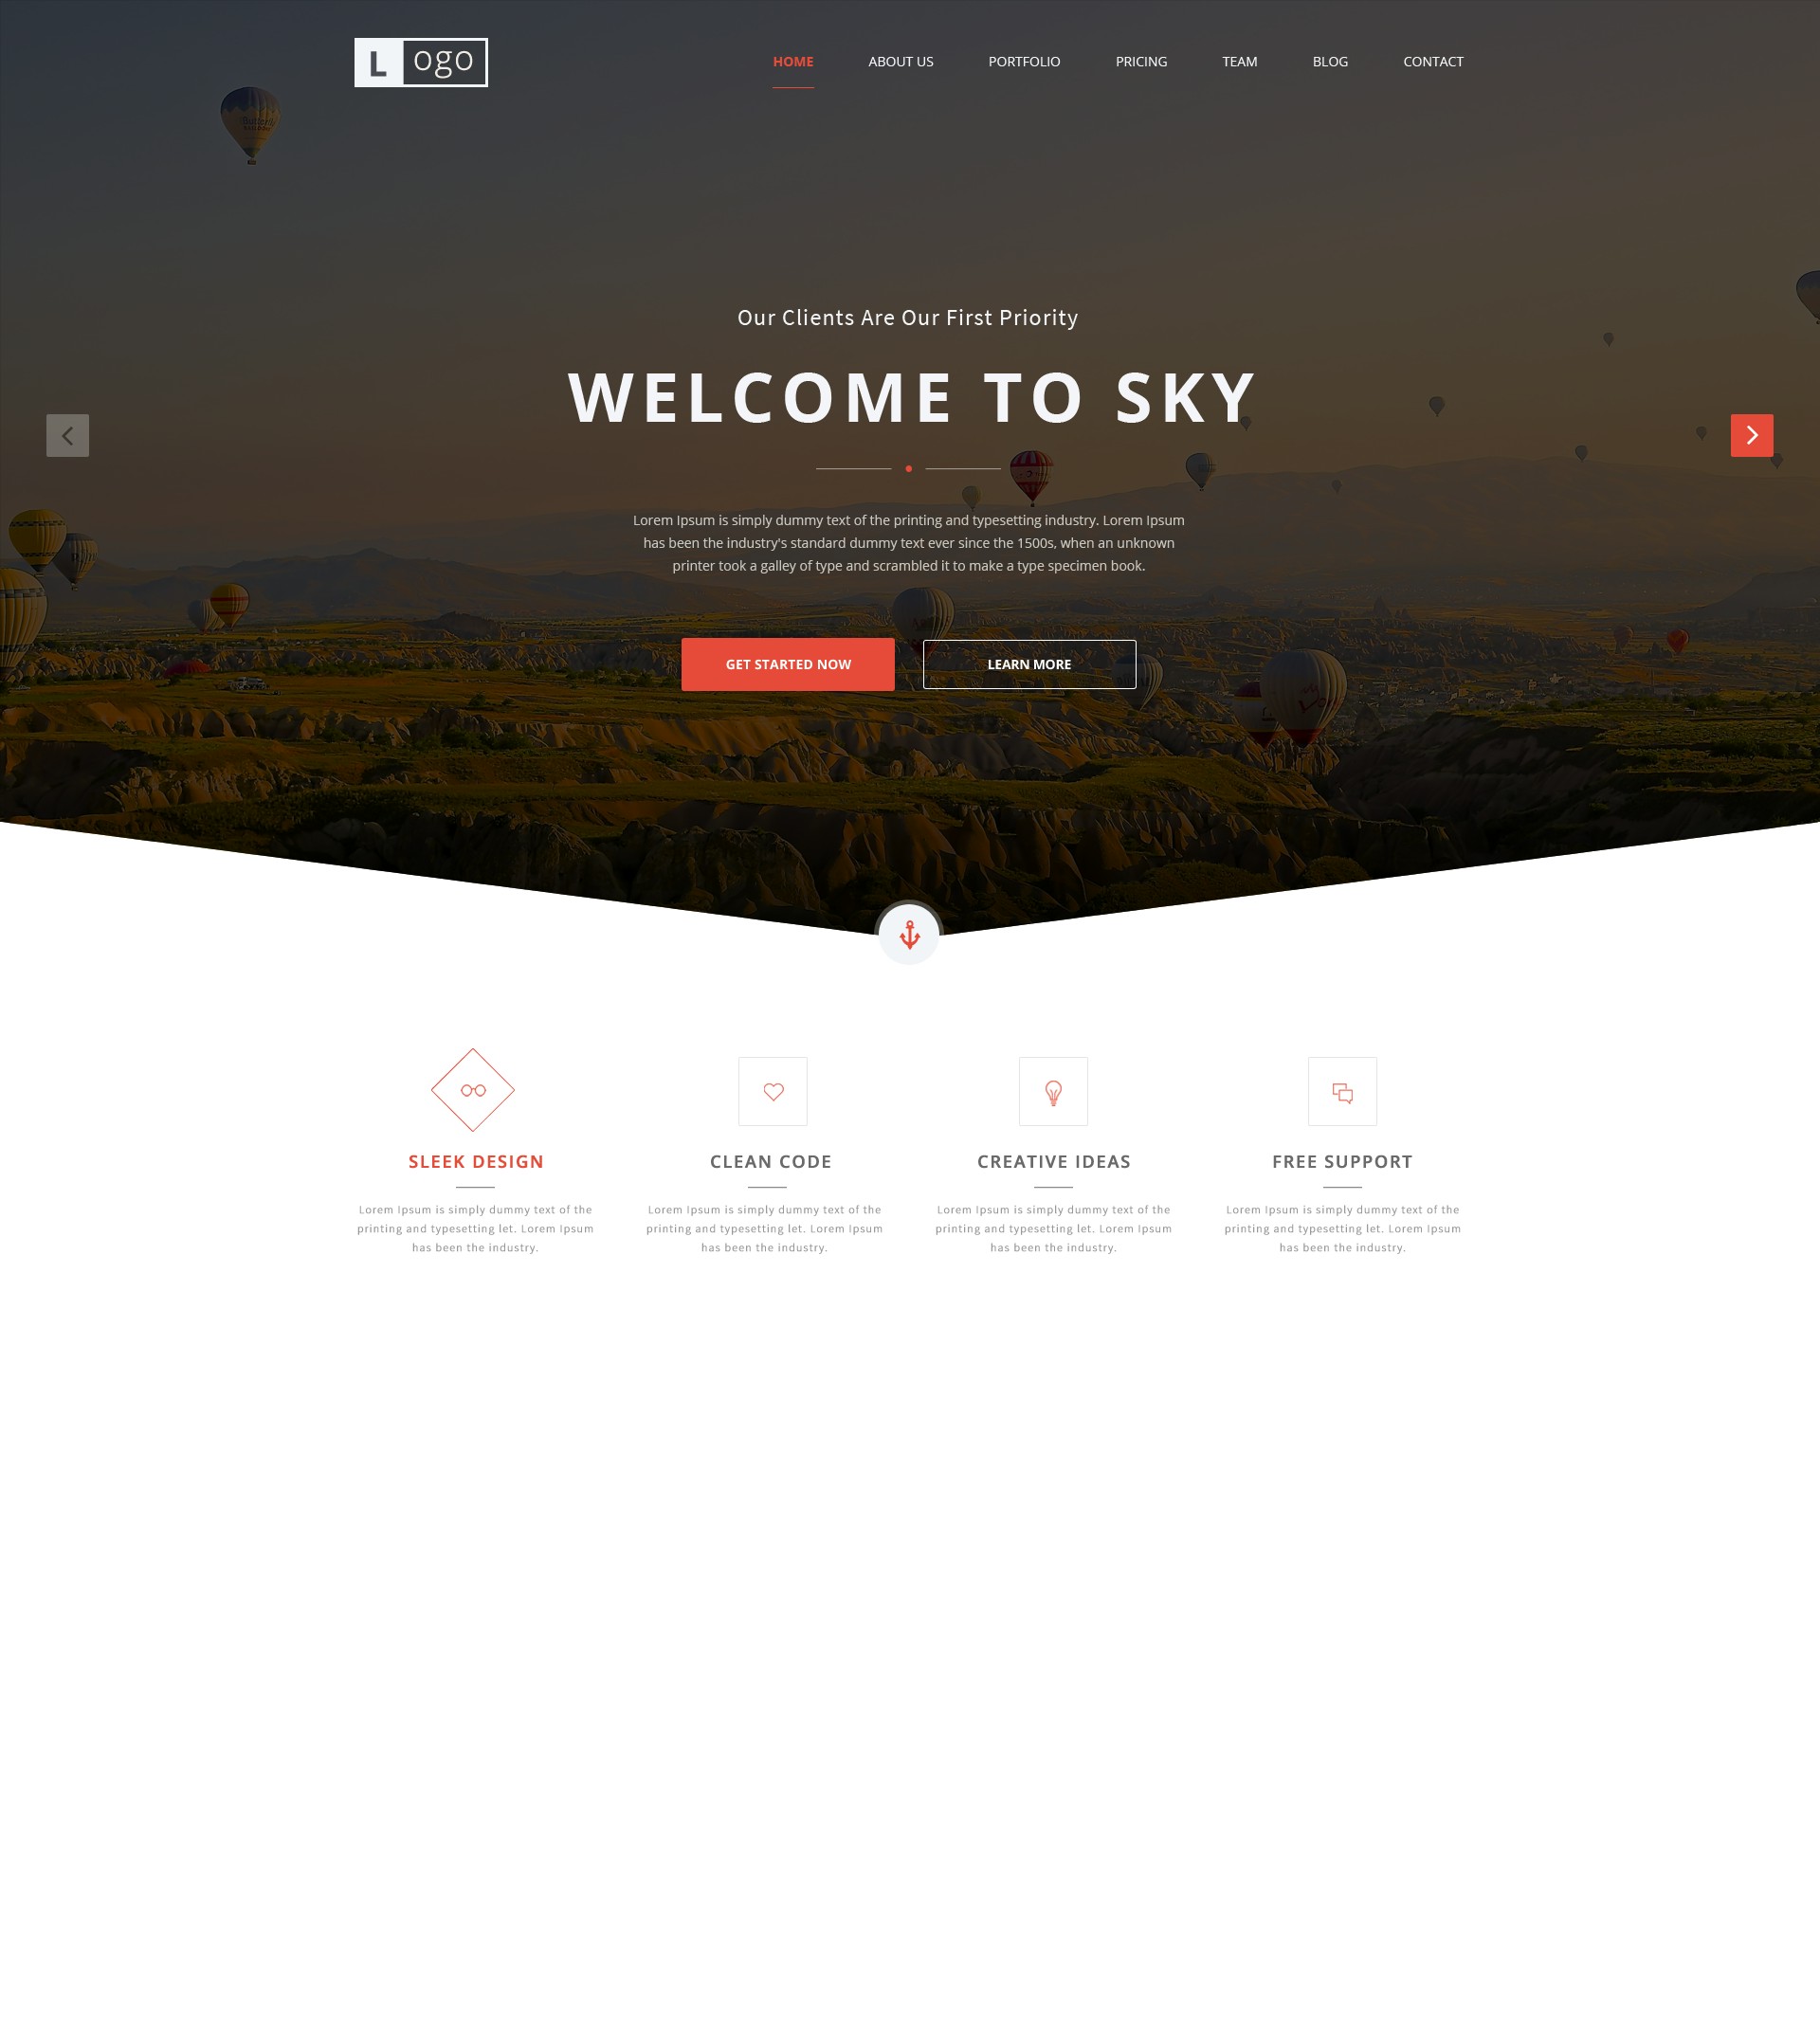 Logo
HOME ABOUT US PORTFOLIO PRICING TEAM BLOG CONTACT
Our Clients Are Our First Priority
WELCOME TO SKY
Lorem Ipsum is simply dummy text of the printing and typesetting industry. Lorem Ipsum
has been the industry's standard dummy text ever since the 1500s, when an unknown
printer took a galley of type and scrambled it to make a type specimen book.
GET STARTED NOW
LEARN MORE
SLEEK DESIGN
Lorem Ipsum is simply dummy text of the
printing and typesetting let. Lorem Ipsum
has been the industry.
CLEAN CODE
Lorem Ipsum is simply dummy text of the
printing and typesetting let. Lorem Ipsum
has been the industry.
CREATIVE IDEAS
Lorem Ipsum is simply dummy text of the
printing and typesetting let. Lorem Ipsum
has been the industry.
FREE SUPPORT
Lorem Ipsum is simply dummy text of the
printing and typesetting let. Lorem Ipsum
has been the industry.